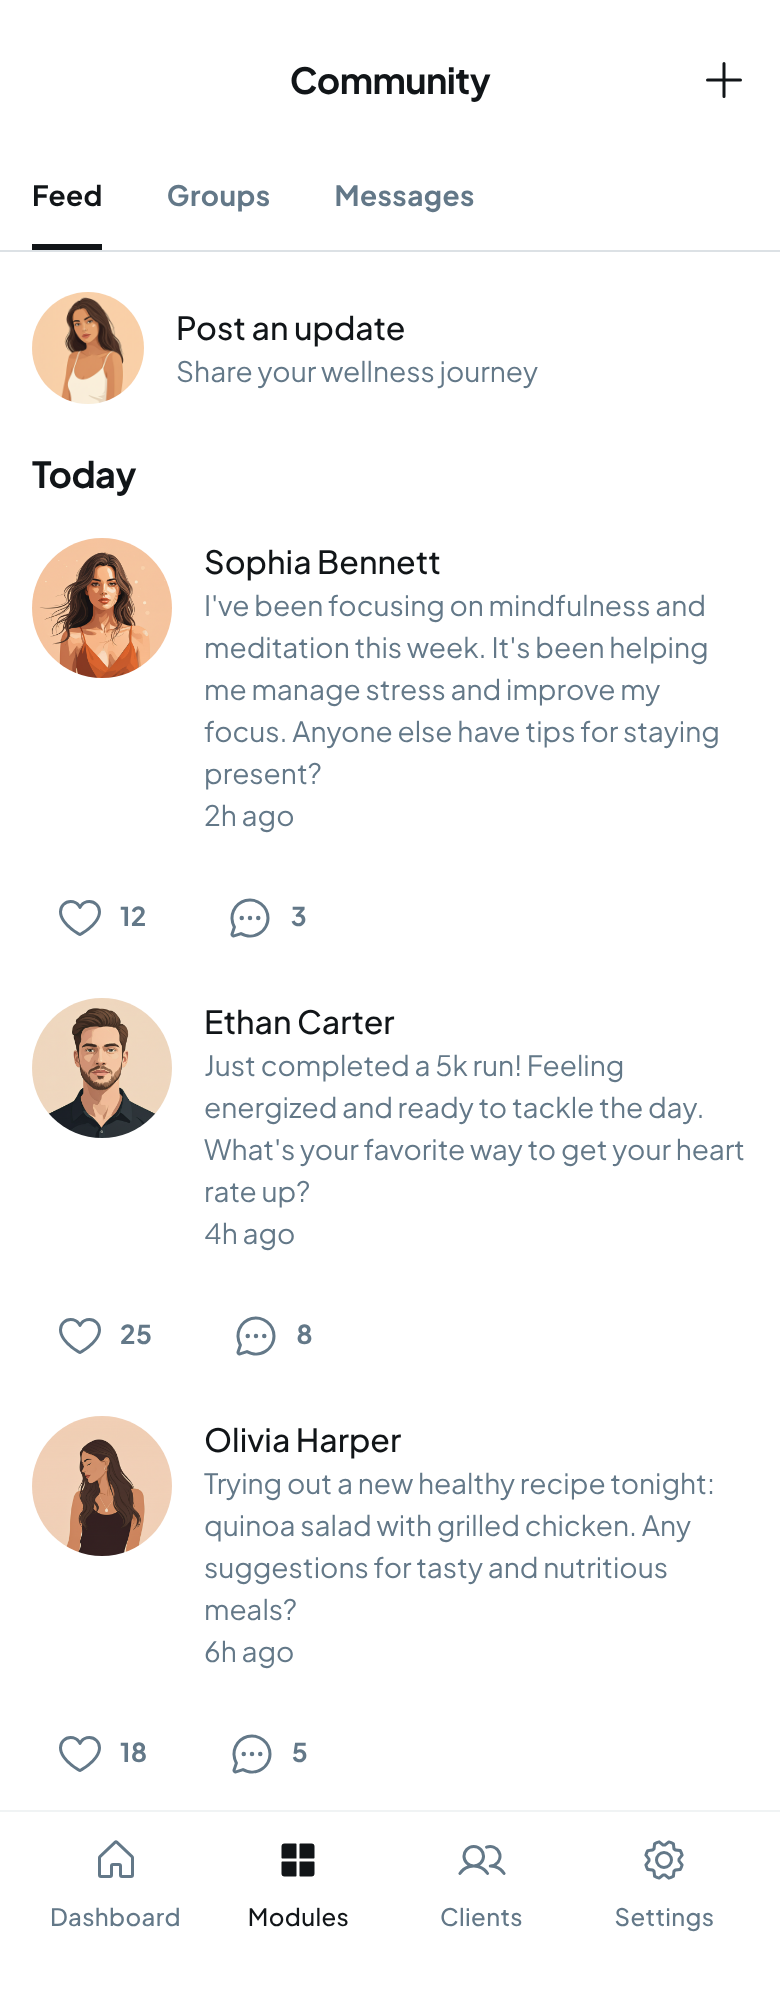 Community
Feed Groups Messages
Post an update
Share your wellness journey
Today
Sophia Bennett
I've been focusing on mindfulness and
meditation this week. It's been helping
me manage stress and improve my
focus. Anyone else have tips for staying
present?
2h ago
12 3
Ethan Carter
Just completed a 5k run! Feeling
energized and ready to tackle the day.
What's your favorite way to get your heart
rate up?
4h ago
25 8
Olivia Harper
Trying out a new healthy recipe tonight:
quinoa salad with grilled chicken. Any
suggestions for tasty and nutritious
meals?
6h ago
18 5
Dashboard Modules Clients Settings